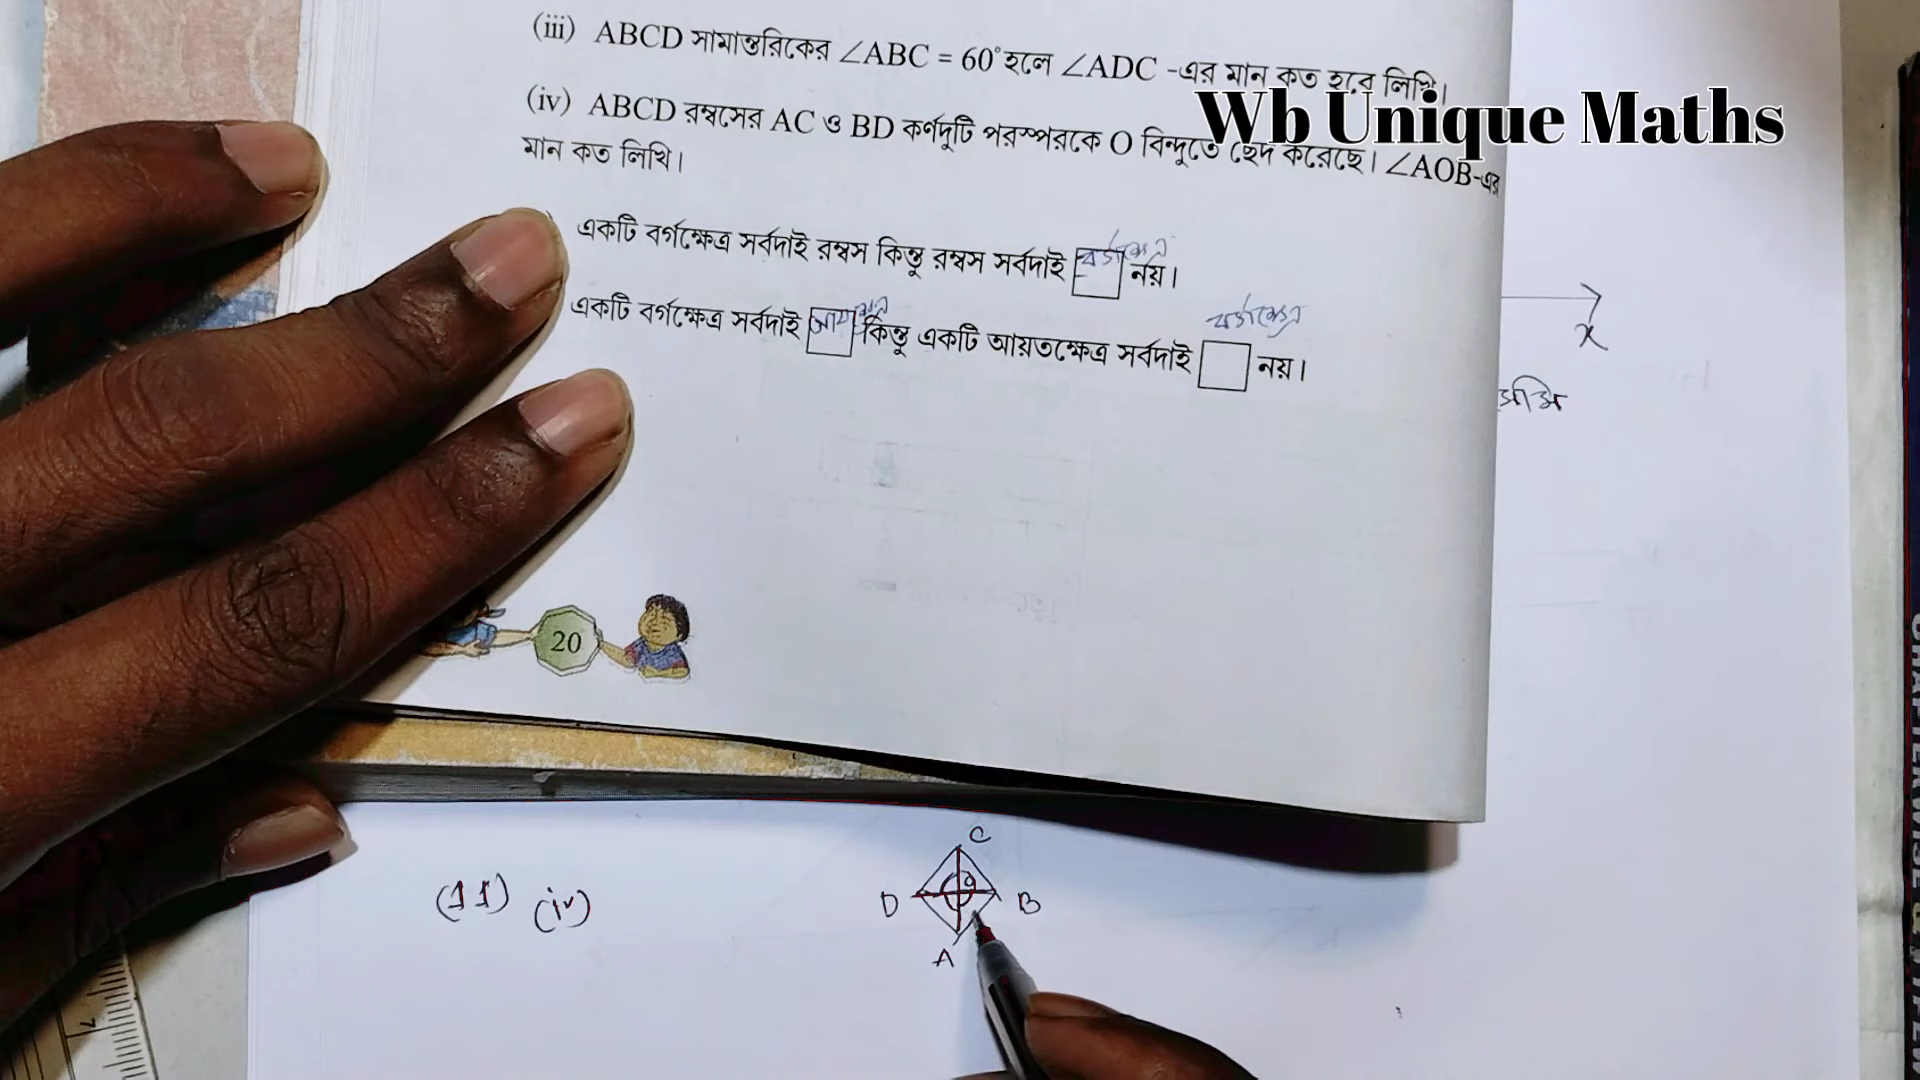 (iii) ABCD সামান্তরিকের ∠ABC = 60° হলে ∠ADC -এর মান কত হবে লিখি।
Wb Unique Maths
(iv) ABCD রম্বসের AC ও BD কর্ণদুটি পরস্পরকে O বিন্দুতে ছেদ করেছে। ∠AOB-এর
মান কত লিখি।
একটি বর্গক্ষেত্র সর্বদাই রম্বস কিন্তু রম্বস সর্বদাই বর্গক্ষেত্র নয়।
একটি বর্গক্ষেত্র সর্বদাই কিন্তু একটি আয়তক্ষেত্র সর্বদাই বর্গক্ষেত্র নয়।
x
সেমি
20
C
(11) (iv)
D
B
A